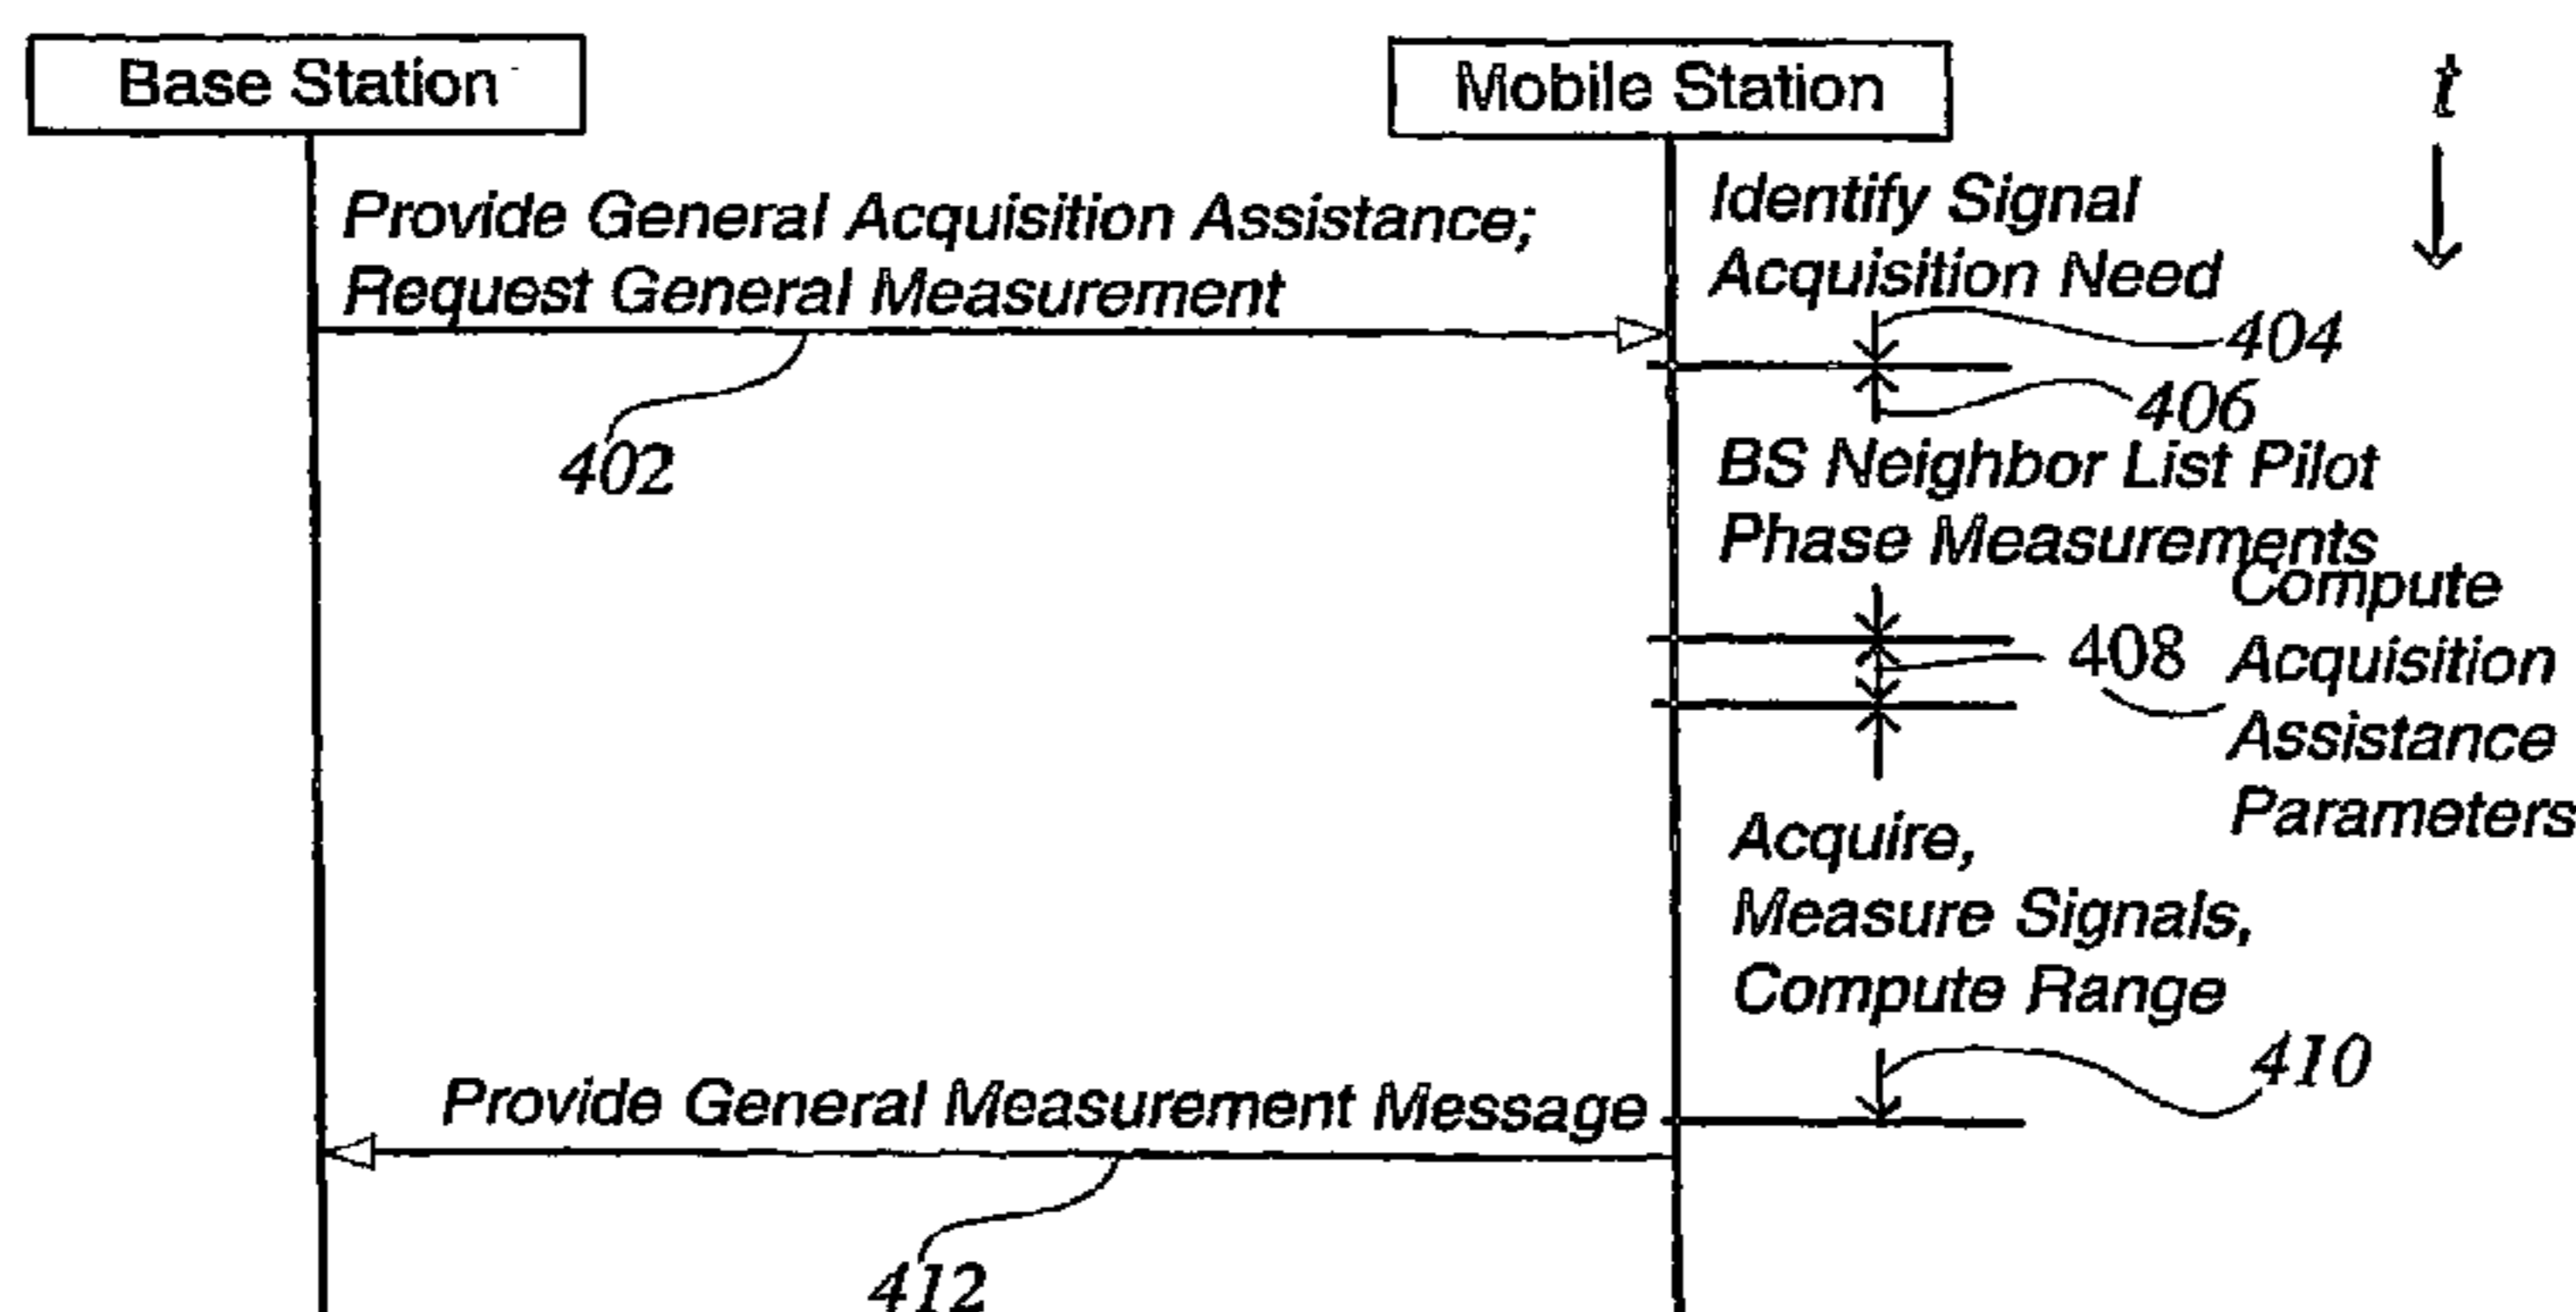 Base Station
Mobile Station
t
Provide General Acquisition Assistance;
Request General Measurement
402
Identify Signal
Acquisition Need
404
406
BS Neighbor List Pilot
Phase Measurements
408
Compute
Acquisition
Assistance
Parameters
Acquire,
Measure Signals,
Compute Range
410
Provide General Measurement Message
412